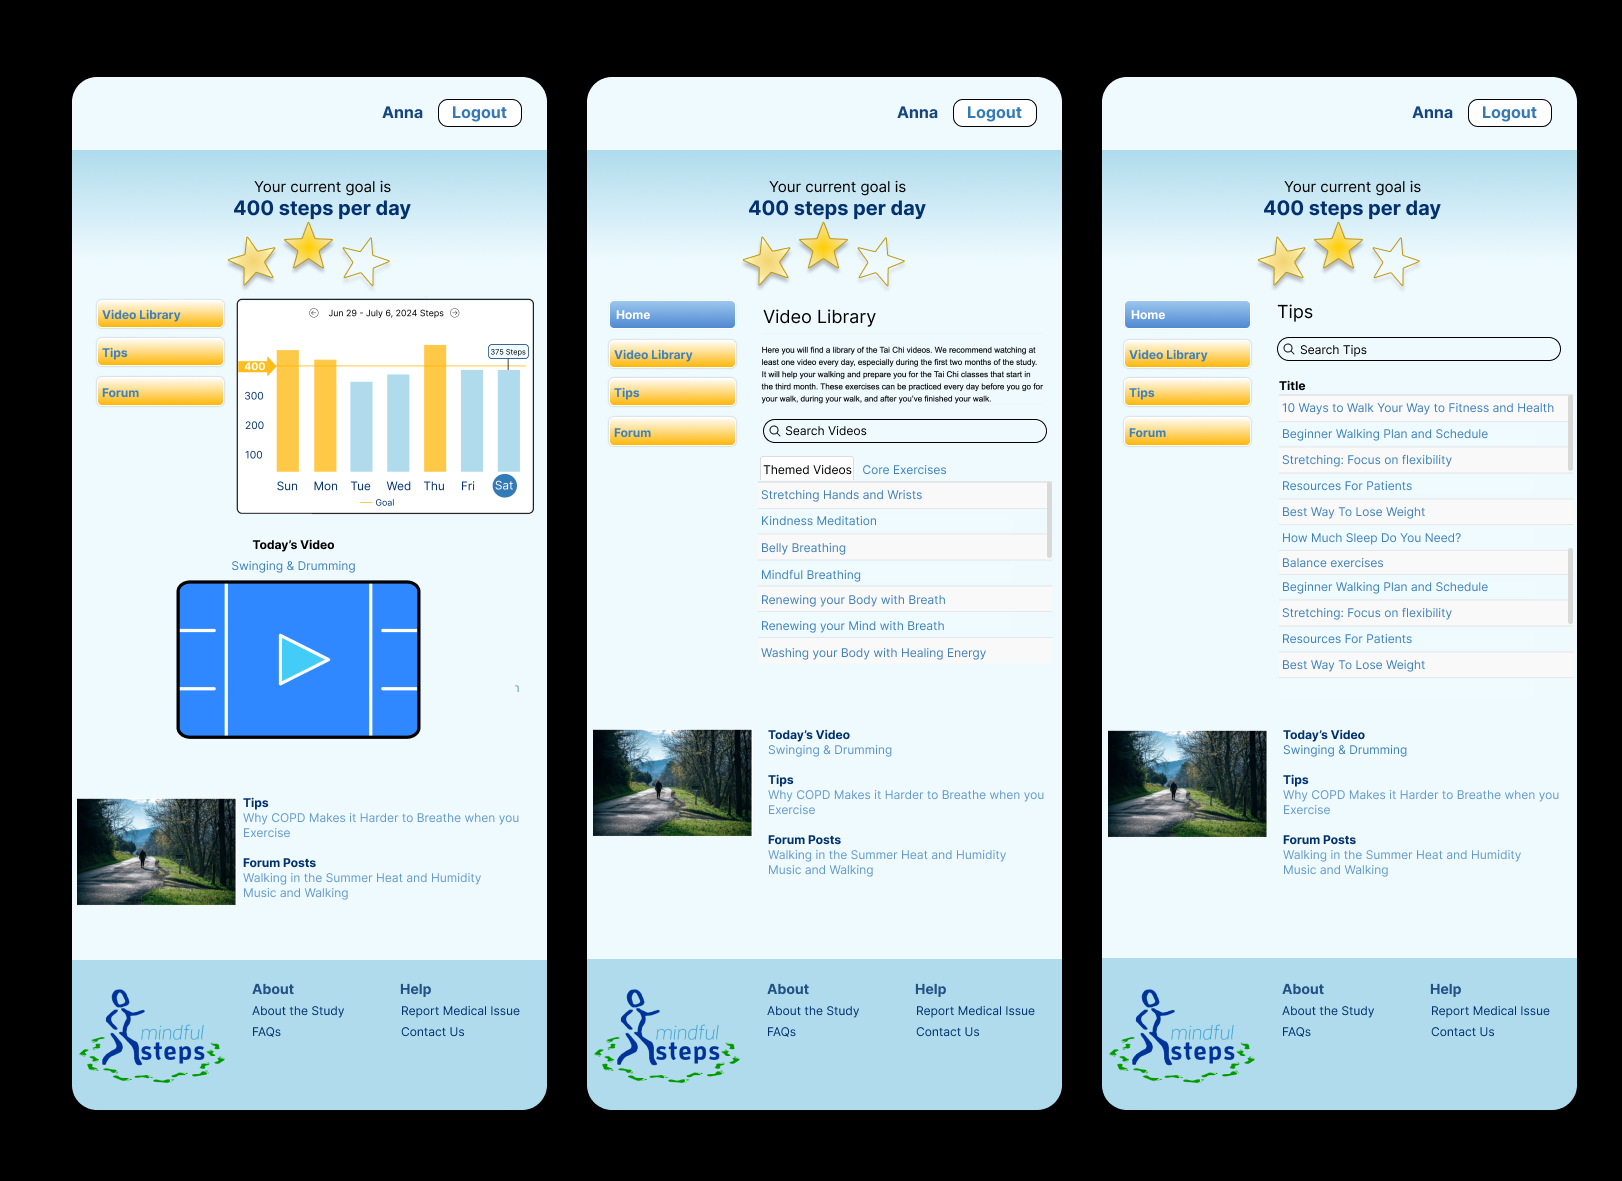 Anna
Logout
Your current goal is
400 steps per day
Video Library
Tips
Forum
Jun 29 - July 6, 2024 Steps
375 Steps
400
300
200
100
Sun Mon Tue Wed Thu Fri Sat
Goal
Today's Video
Swinging & Drumming
Tips
Why COPD Makes it Harder to Breathe when you
Exercise
Forum Posts
Walking in the Summer Heat and Humidity
Music and Walking
mindful
steps
About
About the Study
FAQs
Help
Report Medical Issue
Contact Us
Anna
Logout
Your current goal is
400 steps per day
Home
Video Library
Tips
Forum
Video Library
Here you will find a library of the Tai Chi videos. We recommend watching at
least one video every day, especially during the first two months of the study.
It will help your walking and prepare you for the Tai Chi classes that start in
the third month. These exercises can be practiced every day before you go for
your walk, during your walk, and after you've finished your walk.
Search Videos
Themed Videos
Core Exercises
Stretching Hands and Wrists
Kindness Meditation
Belly Breathing
Mindful Breathing
Renewing your Body with Breath
Renewing your Mind with Breath
Washing your Body with Healing Energy
Today's Video
Swinging & Drumming
Tips
Why COPD Makes it Harder to Breathe when you
Exercise
Forum Posts
Walking in the Summer Heat and Humidity
Music and Walking
mindful
steps
About
About the Study
FAQs
Help
Report Medical Issue
Contact Us
Anna
Logout
Your current goal is
400 steps per day
Home
Video Library
Tips
Forum
Tips
Search Tips
Title
10 Ways to Walk Your Way to Fitness and Health
Beginner Walking Plan and Schedule
Stretching: Focus on flexibility
Resources For Patients
Best Way To Lose Weight
How Much Sleep Do You Need?
Balance exercises
Beginner Walking Plan and Schedule
Stretching: Focus on flexibility
Resources For Patients
Best Way To Lose Weight
Today's Video
Swinging & Drumming
Tips
Why COPD Makes it Harder to Breathe when you
Exercise
Forum Posts
Walking in the Summer Heat and Humidity
Music and Walking
mindful
steps
About
About the Study
FAQs
Help
Report Medical Issue
Contact Us